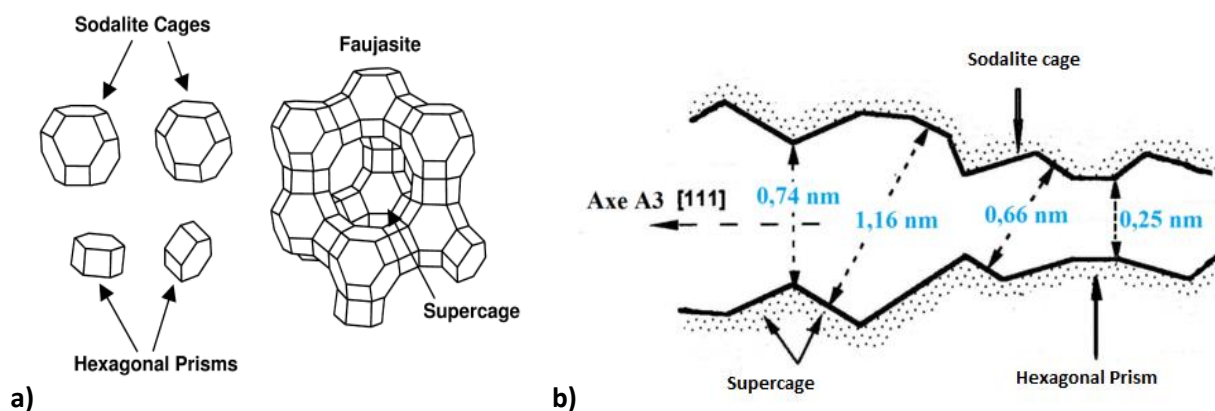 Sodalite Cages
Faujasite
Supercage
Hexagonal Prisms
a)
Sodalite cage
Axe A3 [111]
0,74 nm
1,16 nm
0,66 nm
0,25 nm
Supercage
Hexagonal Prism
b)